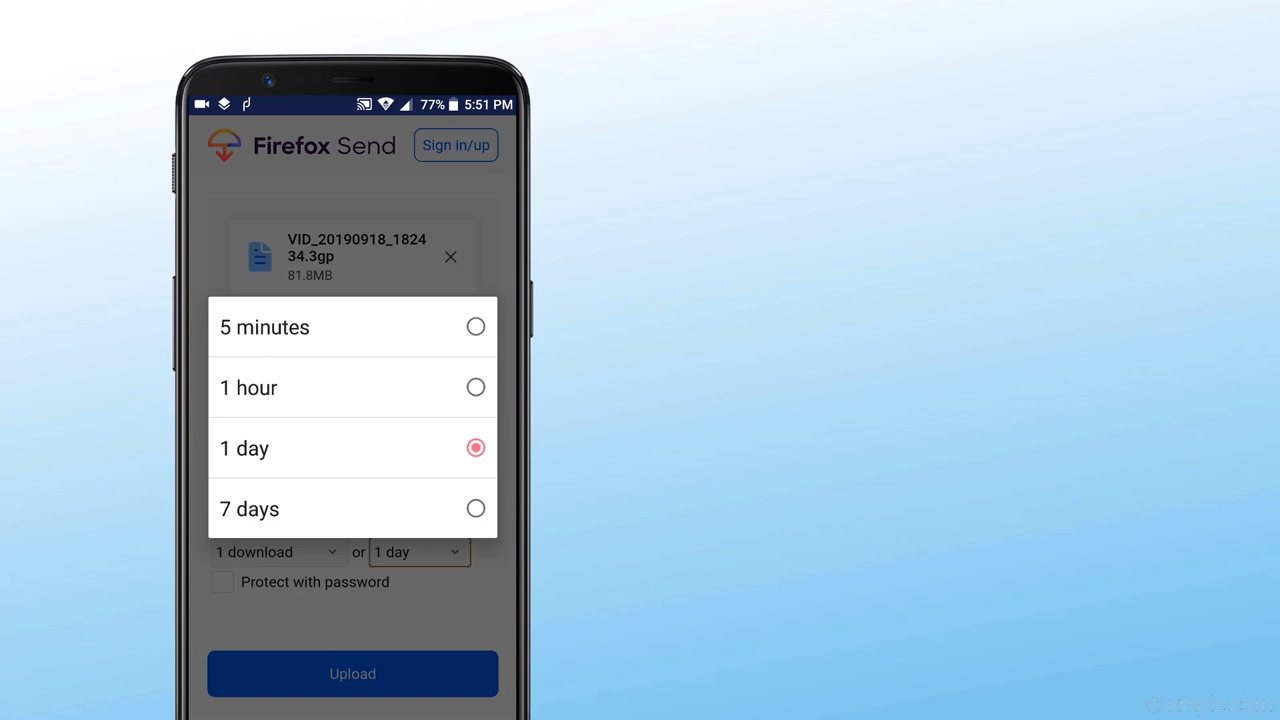 77% 5:51 PM
Firefox Send
Sign in/up
VID_20190918_1824
34.3gp
81.8MB
5 minutes
1 hour
1 day
7 days
1 download or 1 day
Protect with password
Upload